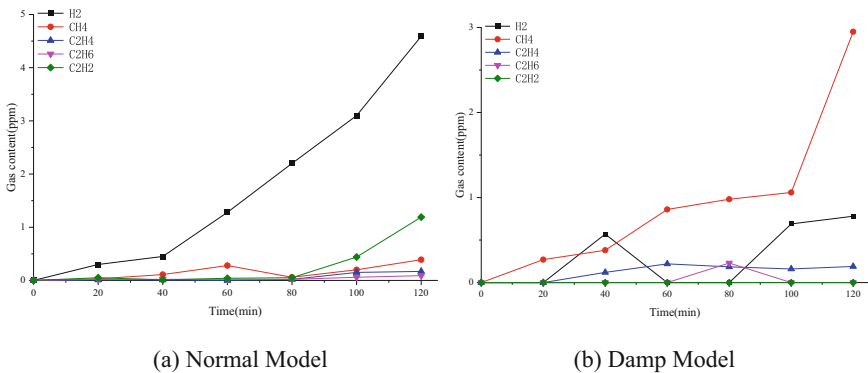 H2
CH4
C2H4
C2H6
C2H2
Gas content(ppm)
5
4
3
2
1
0
0 20 40 60 80 100 120
Time(min)
(a) Normal Model
H2
CH4
C2H4
C2H6
C2H2
Gas content(ppm)
3
2
1
0
0 20 40 60 80 100 120
Time(min)
(b) Damp Model